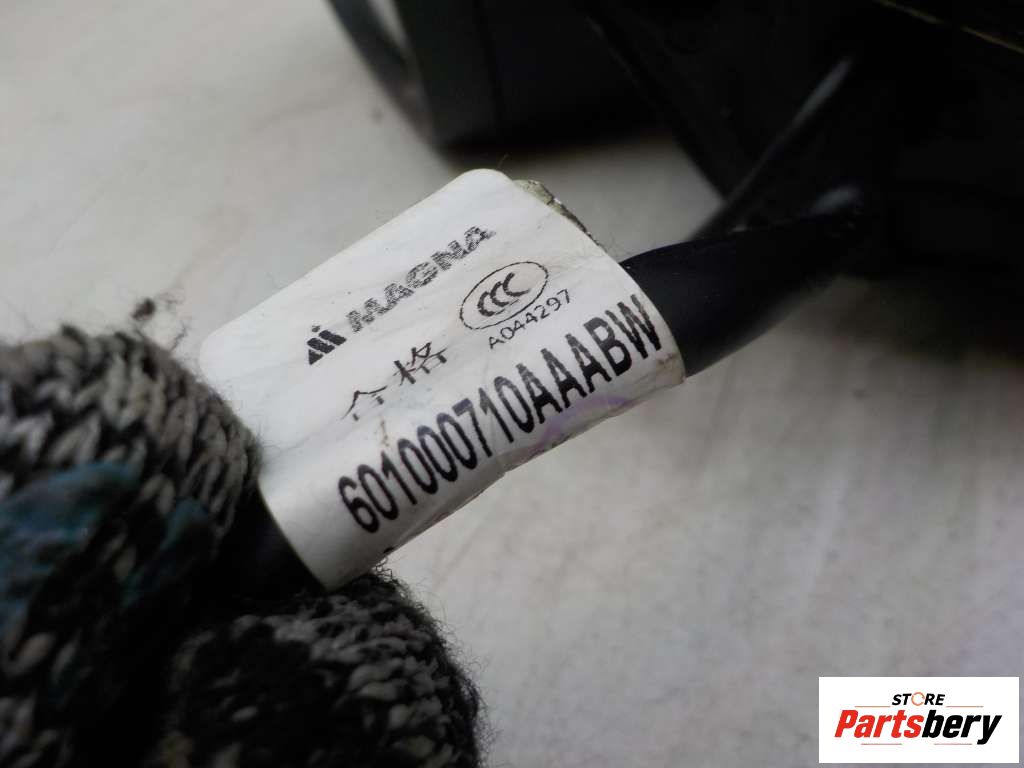 MAGNA
CCC
A044297
合格
601000710AAABW
STORE
Partsbery